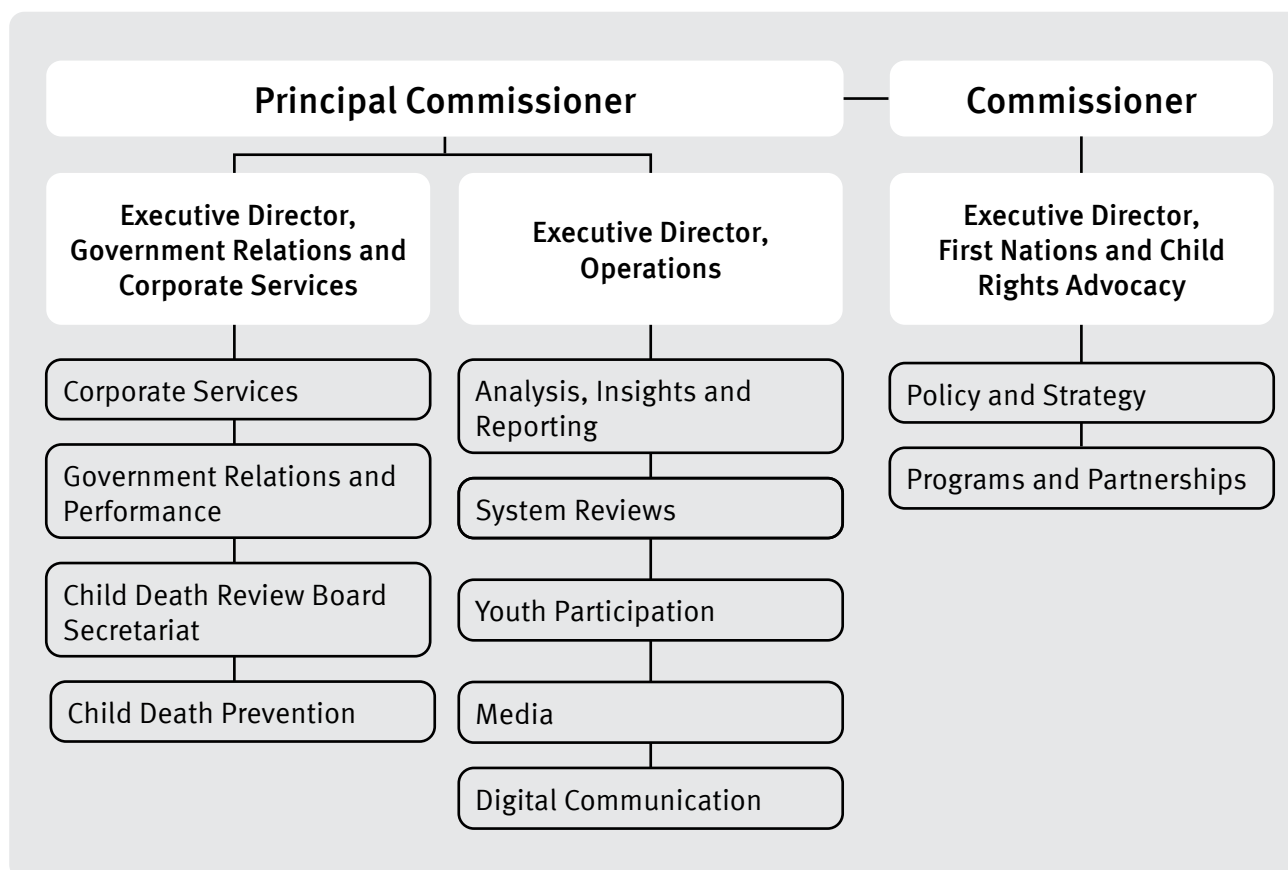 Principal Commissioner
Commissioner
Executive Director,
Government Relations and
Corporate Services
Executive Director,
Operations
Executive Director,
First Nations and Child
Rights Advocacy
Corporate Services
Government Relations and
Performance
Child Death Review Board
Secretariat
Child Death Prevention
Analysis, Insights and
Reporting
System Reviews
Youth Participation
Media
Digital Communication
Policy and Strategy
Programs and Partnerships